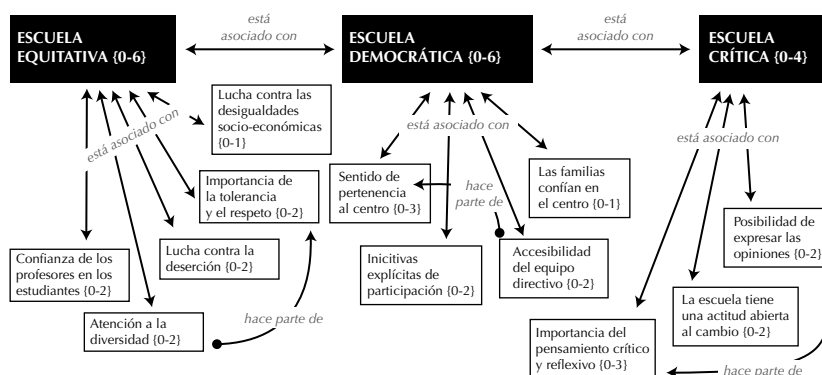 está
asociado con
está
asociado con
ESCUELA
EQUITATIVA {0-6}
ESCUELA
DEMOCRÁTICA {0-6}
ESCUELA
CRÍTICA {0-4}
está asociado con
Lucha contra las
desigualdades
socio-económicas
{0-1}
Importancia de
la tolerancia
y el respeto {0-2}
Lucha contra la
deserción {0-2}
Confianza de los
profesores en los
estudiantes {0-2}
Atención a la
diversidad {0-2}
hace parte de
está asociado con
Sentido de
pertenencia
al centro {0-3}
hace
parte de
Las familias
confían en
el centro {0-1}
Inicitivas
explícitas de
participación {0-2}
Accesibilidad
del equipo
directivo {0-2}
está asociado con
Posibilidad de
expresar las
opiniones {0-2}
La escuela tiene
una actitud abierta
al cambio {0-2}
Importancia del
pensamiento crítico
y reflexivo {0-3}
hace parte de